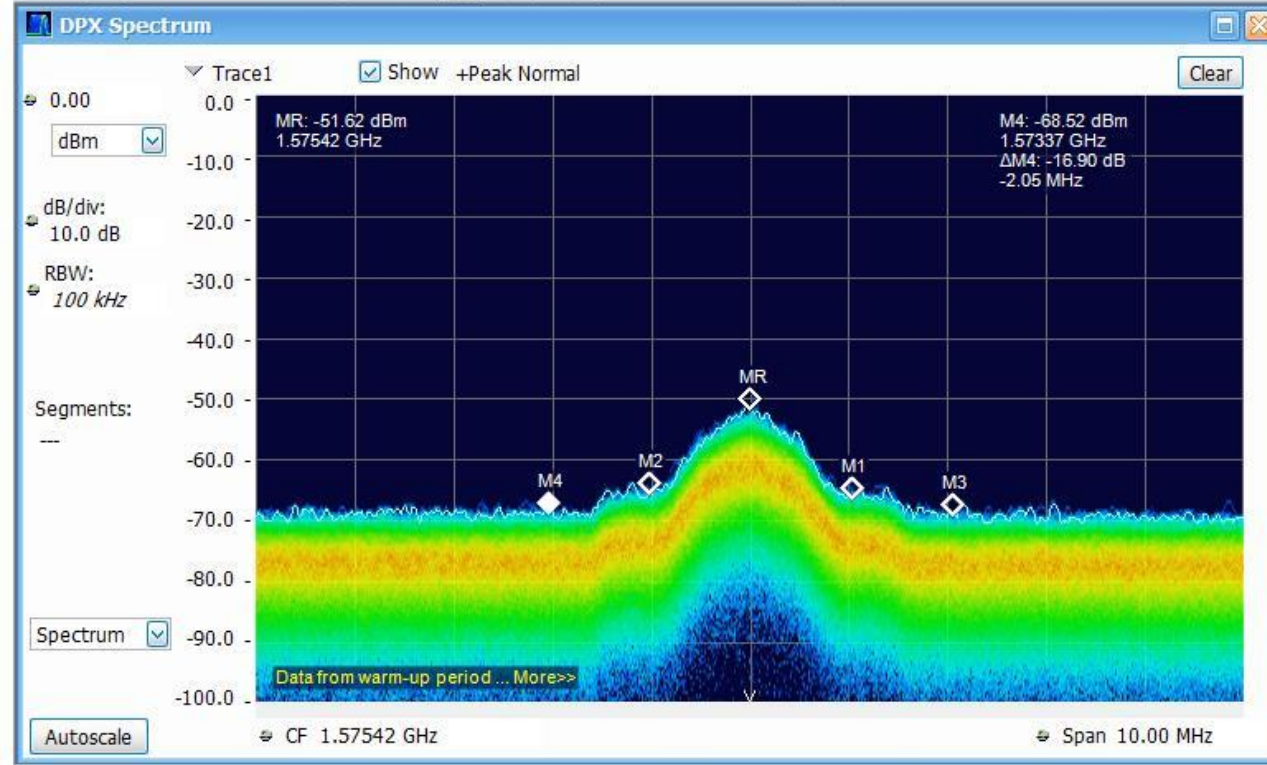 DPX Spectrum
Trace1 Show +Peak Normal Clear
0.00
dBm
dB/div:
10.0 dB
RBW:
100 kHz
Segments:
---
Spectrum
Autoscale
0.0
-10.0
-20.0
-30.0
-40.0
-50.0
-60.0
-70.0
-80.0
-90.0
-100.0
MR: -51.62 dBm
1.57542 GHz
M4: -68.52 dBm
1.57337 GHz
ΔM4: -16.90 dB
-2.05 MHz
MR
M2
M1
M4
M3
Data from warm-up period ... More>>
CF 1.57542 GHz
Span 10.00 MHz